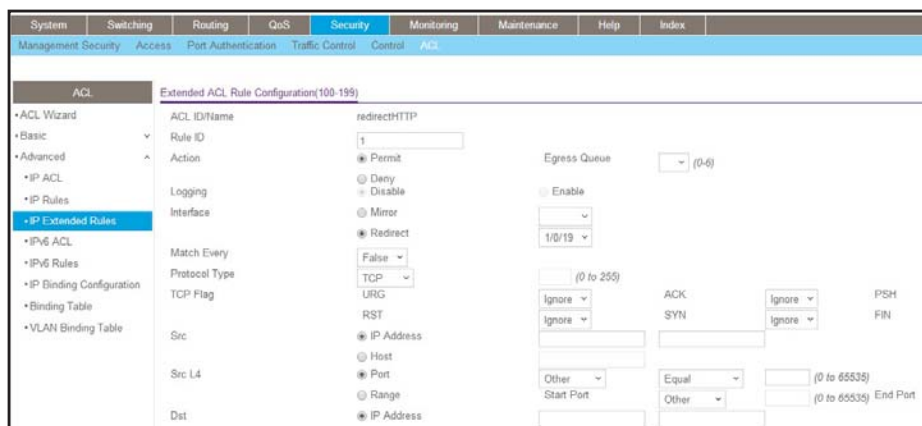 System Switching Routing QoS Security Monitoring Maintenance Help Index
Management Security Access Port Authentication Traffic Control Control ACL
ACL
• ACL Wizard
• Basic
• Advanced
• IP ACL
• IP Rules
• IP Extended Rules
• IPv6 ACL
• IPv6 Rules
• IP Binding Configuration
• Binding Table
• VLAN Binding Table
Extended ACL Rule Configuration(100-199)
ACL ID/Name redirectHTTP
Rule ID 1
Action Permit Egress Queue (0-6)
Deny
Logging Disable Enable
Interface Mirror
Redirect 1/0/19
Match Every False
Protocol Type TCP (0 to 255)
TCP Flag URG Ignore ACK Ignore PSH
RST Ignore SYN Ignore FIN
Src IP Address
Host
Src L4 Port Other Equal (0 to 65535)
Range Start Port Other (0 to 65535) End Port
Dst IP Address